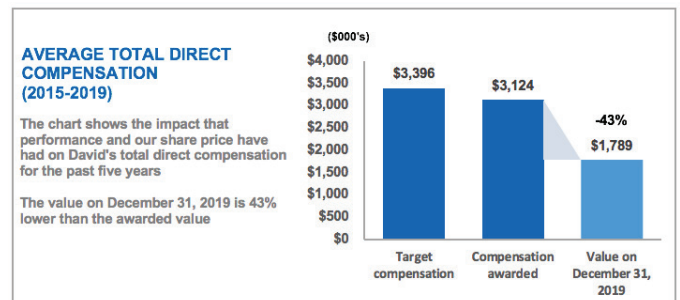 AVERAGE TOTAL DIRECT
COMPENSATION
(2015-2019)
The chart shows the impact that
performance and our share price have
had on David's total direct compensation
for the past five years
The value on December 31, 2019 is 43%
lower than the awarded value
($000's)
$4,000
$3,500
$3,000
$2,500
$2,000
$1,500
$1,000
$500
$0
$3,396
$3,124
-43%
$1,789
Target
compensation
Compensation
awarded
Value on
December 31,
2019